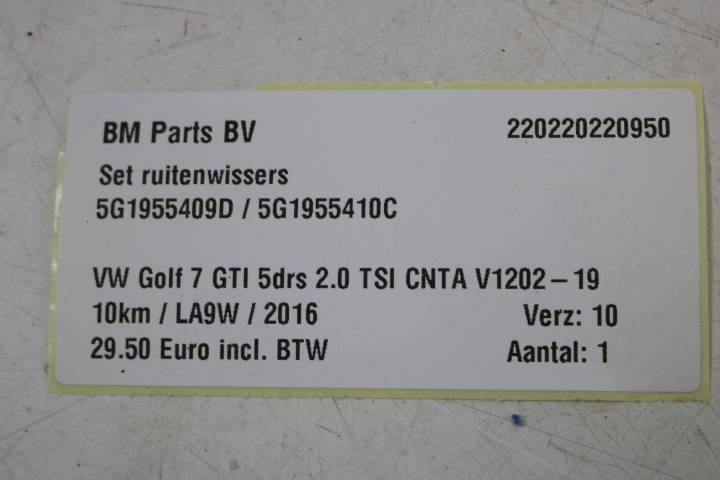 BM Parts BV 220220220950
Set ruitenwissers
5G1955409D / 5G1955410C
VW Golf 7 GTI 5drs 2.0 TSI CNTA V1202 – 19
10km / LA9W / 2016 Verz: 10
29.50 Euro incl. BTW Aantal: 1